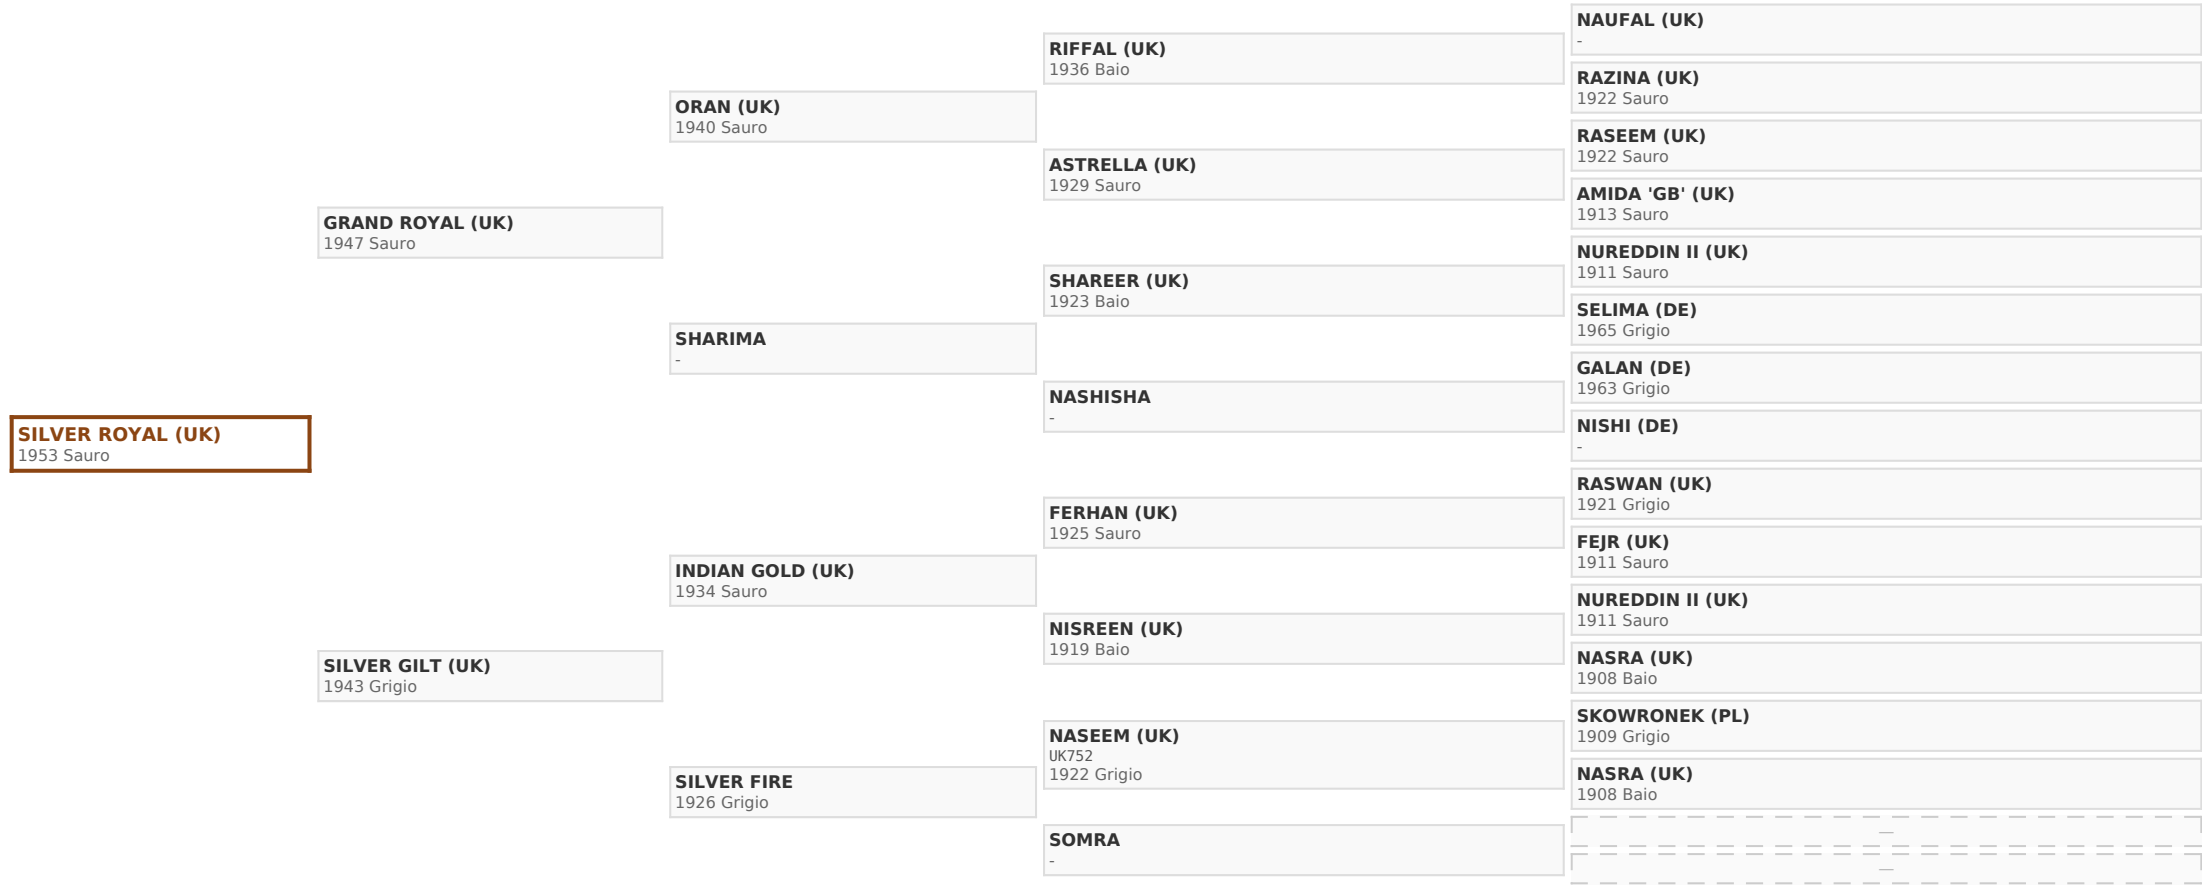 SILVER ROYAL (UK)
1953 Sauro
GRAND ROYAL (UK)
1947 Sauro
SILVER GILT (UK)
1943 Grigio
ORAN (UK)
1940 Sauro
SHARIMA
-
INDIAN GOLD (UK)
1934 Sauro
SILVER FIRE
1926 Grigio
RIFFAL (UK)
1936 Baio
ASTRELLA (UK)
1929 Sauro
SHAREER (UK)
1923 Baio
NASHISHA
-
FERHAN (UK)
1925 Sauro
NISREEN (UK)
1919 Baio
NASEEM (UK)
UK752
1922 Grigio
SOMRA
-
NAUFAL (UK)
-
RAZINA (UK)
1922 Sauro
RASEEM (UK)
1922 Sauro
AMIDA 'GB' (UK)
1913 Sauro
NUREDDIN II (UK)
1911 Sauro
SELIMA (DE)
1965 Grigio
GALAN (DE)
1963 Grigio
NISHI (DE)
-
RASWAN (UK)
1921 Grigio
FEJR (UK)
1911 Sauro
NUREDDIN II (UK)
1911 Sauro
NASRA (UK)
1908 Baio
SKOWRONEK (PL)
1909 Grigio
NASRA (UK)
1908 Baio
—
—